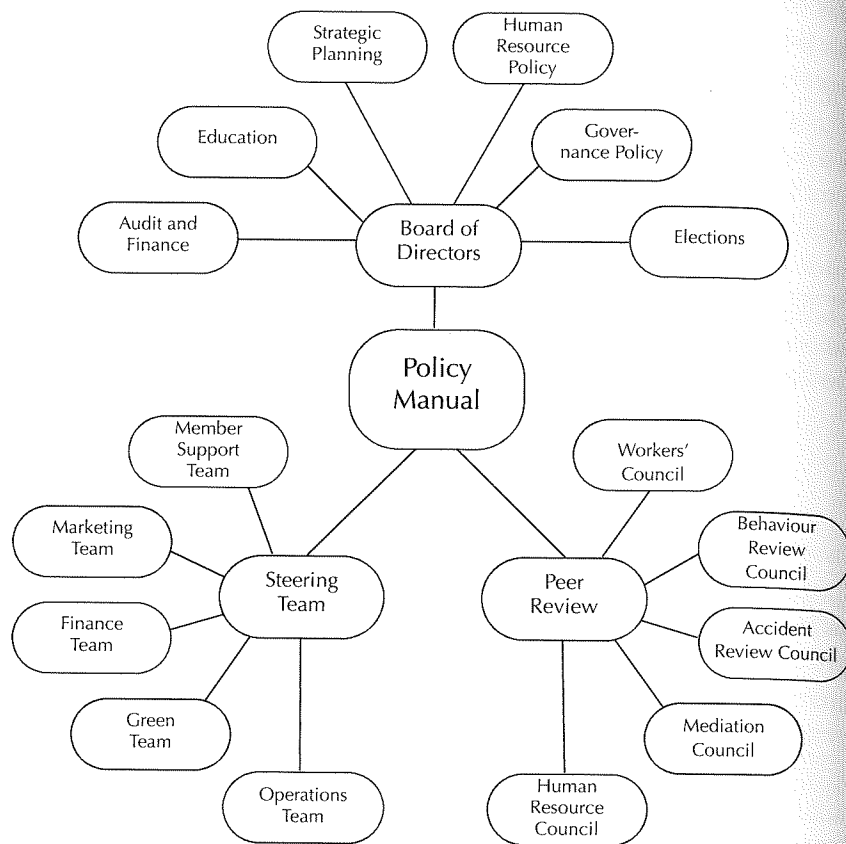 Strategic
Planning
Human
Resource
Policy
Education
Gover-
nance Policy
Audit and
Finance
Board of
Directors
Elections
Policy
Manual
Member
Support
Team
Workers'
Council
Marketing
Team
Behaviour
Review
Council
Steering
Team
Peer
Review
Finance
Team
Accident
Review Council
Green
Team
Mediation
Council
Operations
Team
Human
Resource
Council